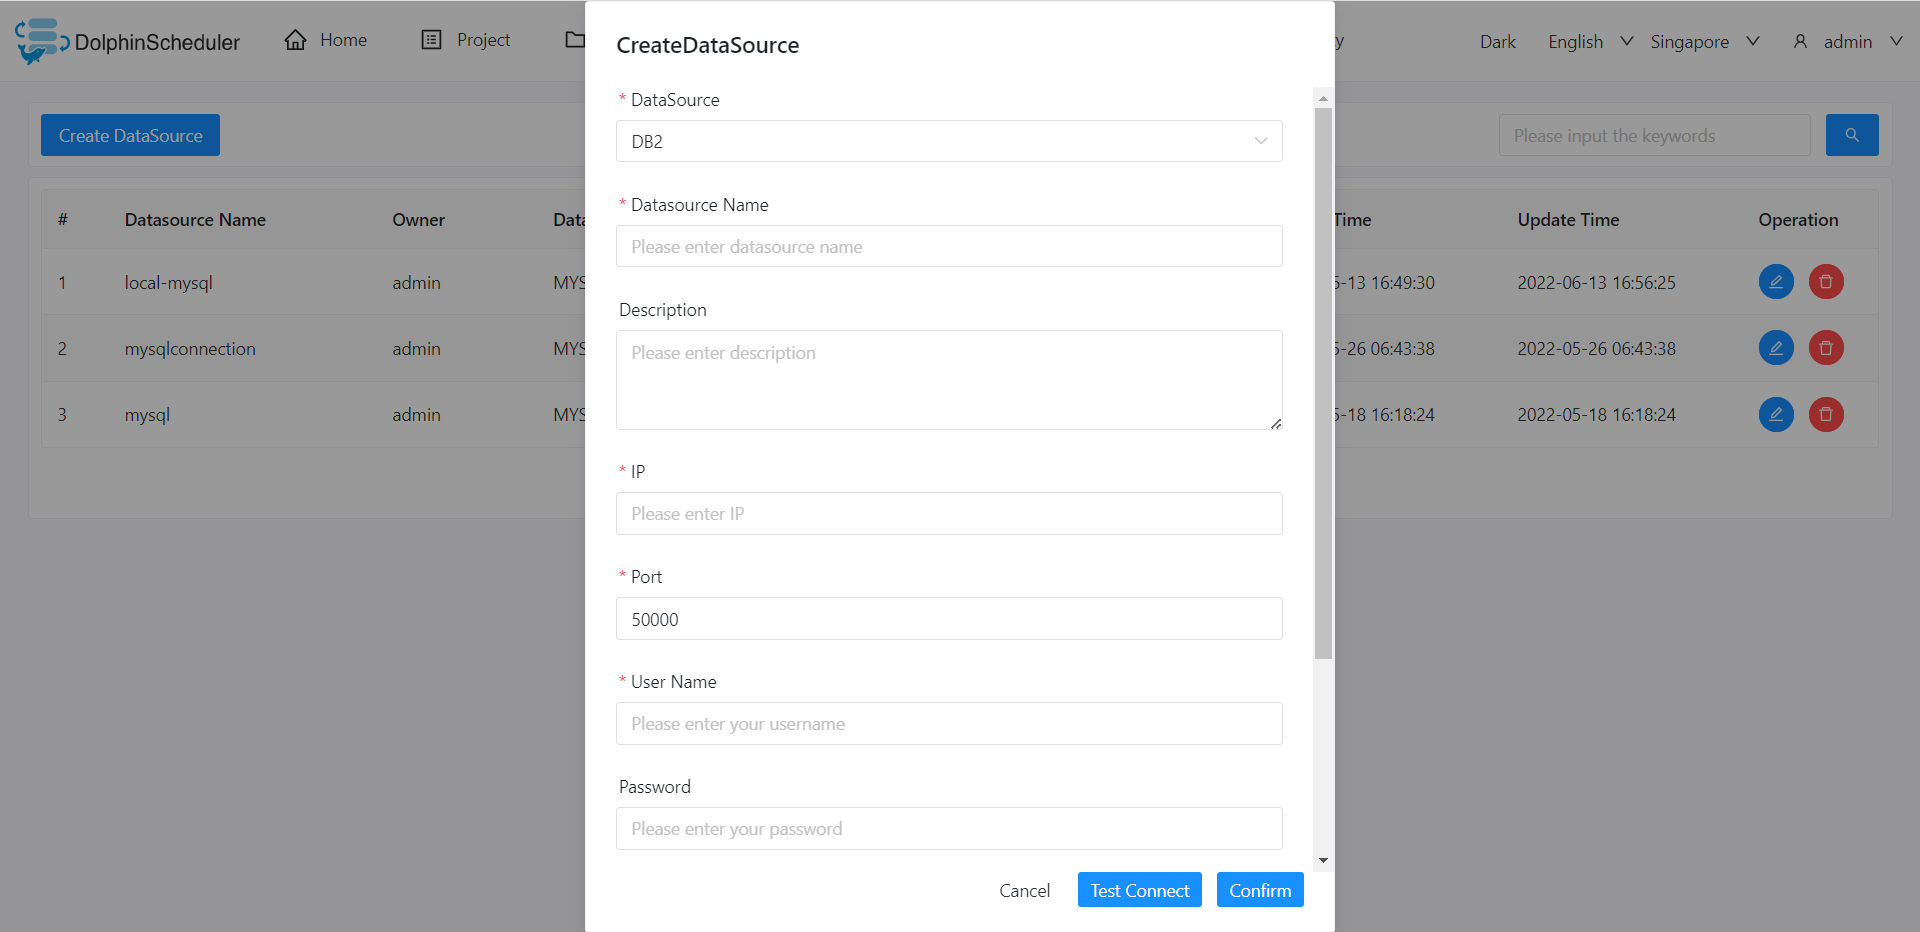 DolphinScheduler
Home
Project
Dark
English
Singapore
admin
Create DataSource
Please input the keywords
# Datasource Name Owner Data Time Update Time Operation
1 local-mysql admin MYS 5-13 16:49:30 2022-06-13 16:56:25
2 mysqlconnection admin MYS 5-26 06:43:38 2022-05-26 06:43:38
3 mysql admin MYS 5-18 16:18:24 2022-05-18 16:18:24
CreateDataSource
* DataSource
DB2
* Datasource Name
Please enter datasource name
Description
Please enter description
* IP
Please enter IP
* Port
50000
* User Name
Please enter your username
Password
Please enter your password
Cancel
Test Connect
Confirm